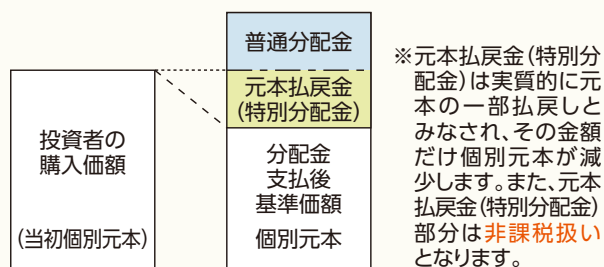 普通分配金
元本払戻金
(特別分配金)
投資者の
購入価額
(当初個別元本)
分配金
支払後
基準価額
個別元本
※元本払戻金(特別分
配金)は実質的に元
本の一部払戻しと
みなされ、その金額
だけ個別元本が減
少します。また、元本
払戻金(特別分配金)
部分は非課税扱い
となります。